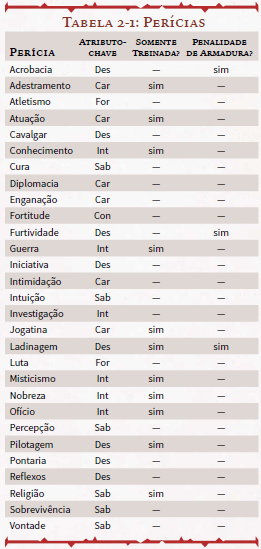 Tabela 2-1: Perícias
Perícia Atributo-chave Somente Treinada? Penalidade de Armadura?
Acrobacia Des — sim
Adestramento Car sim —
Atletismo For — —
Atuação Car sim —
Cavalgar Des — —
Conhecimento Int sim —
Cura Sab — —
Diplomacia Car — —
Enganação Car — —
Fortitude Con — —
Furtividade Des — sim
Guerra Int sim —
Iniciativa Des — —
Intimidação Car — —
Intuição Sab — —
Investigação Int — —
Jogatina Car sim —
Ladinagem Des sim sim
Luta For — —
Misticismo Int sim —
Nobreza Int sim —
Ofício Int sim —
Percepção Sab — —
Pilotagem Des sim —
Pontaria Des — —
Reflexos Des — —
Religião Sab sim —
Sobrevivência Sab — —
Vontade Sab — —